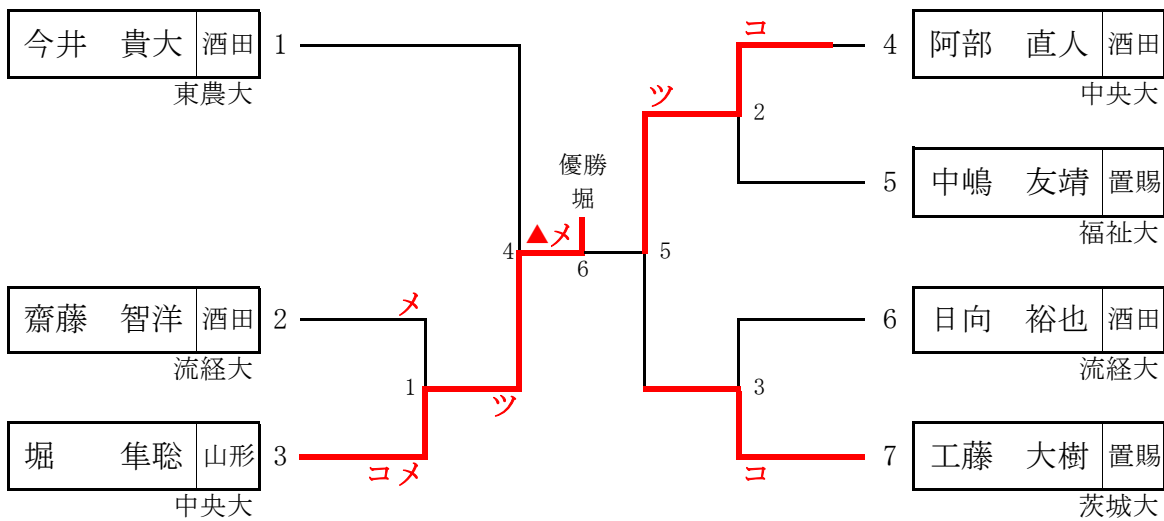 今井　貴大 酒田 1
東農大
齋藤　智洋 酒田 2
流経大
堀　隼聡 山形 3
中央大
メ
1
コメ
ツ
4
▲メ
優勝
堀
6
5
ツ
コ
2
3
コ
4 阿部　直人 酒田
中央大
5 中嶋　友靖 置賜
福祉大
6 日向　裕也 酒田
流経大
7 工藤　大樹 置賜
茨城大